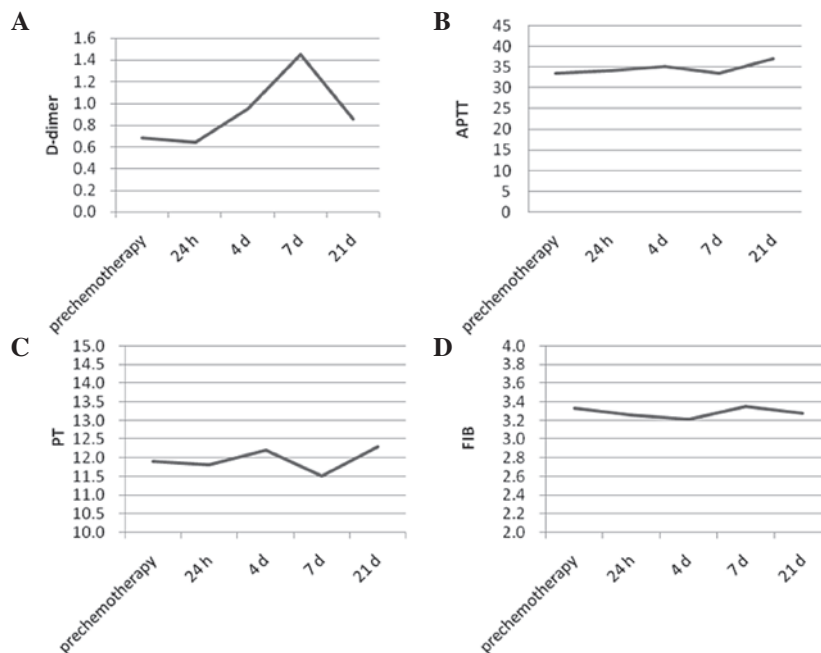 A
D-dimer
1.6
1.4
1.2
1.0
0.8
0.6
0.4
0.2
0.0
prechemotherapy
24 h
4 d
7 d
21 d
B
APTT
45
40
35
30
25
20
15
10
5
0
prechemotherapy
24 h
4 d
7 d
21 d
C
PT
15.0
14.5
14.0
13.5
13.0
12.5
12.0
11.5
11.0
10.5
10.0
prechemotherapy
24 h
4 d
7 d
21 d
D
FIB
4.0
3.8
3.6
3.4
3.2
3.0
2.8
2.6
2.4
2.2
2.0
prechemotherapy
24 h
4 d
7 d
21 d